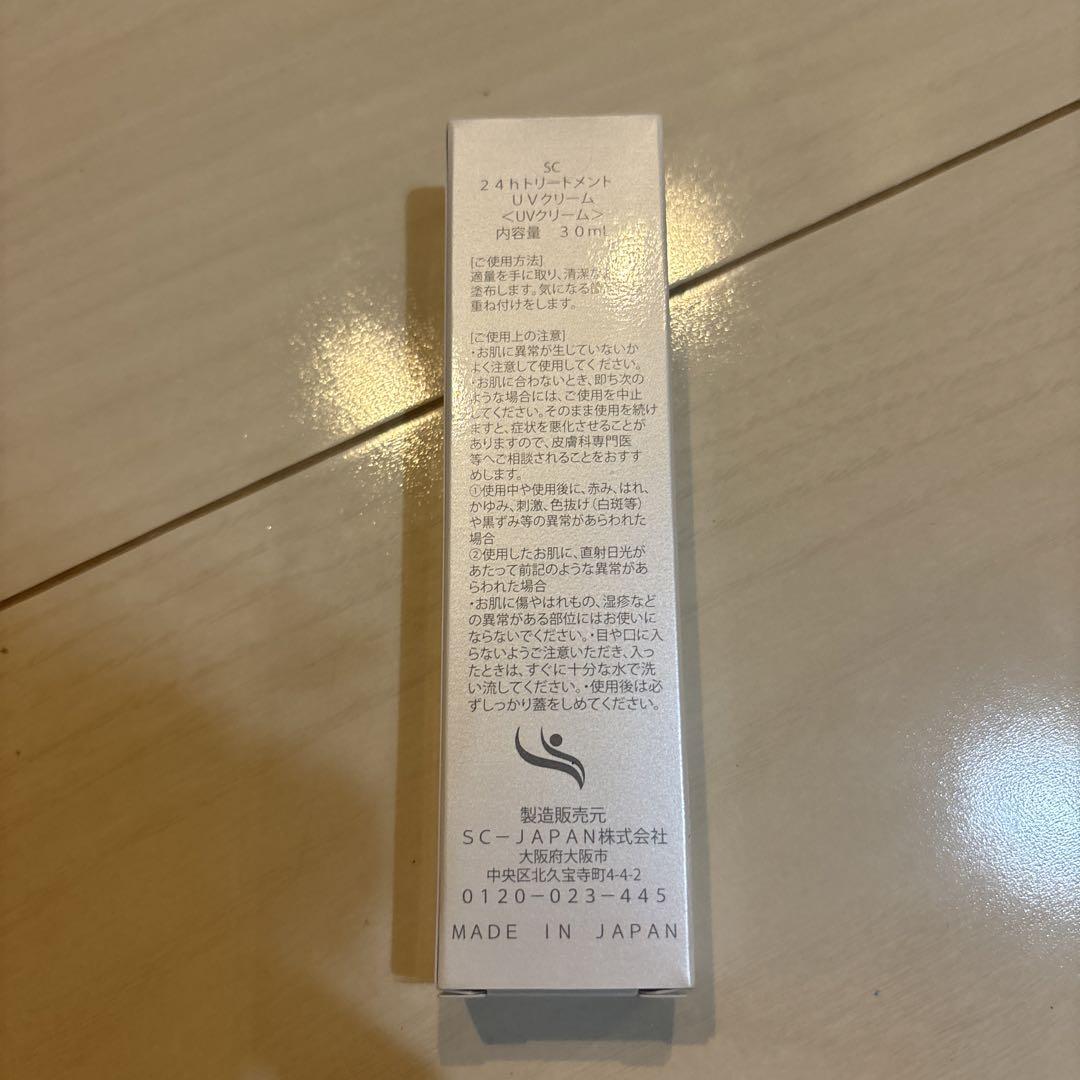 SC
24hトリートメント
UVクリーム
＜UVクリーム＞
内容量　30ml
[ご使用方法]
適量を手に取り、清潔な
塗布します。気になる
重ね付けをします。
[ご使用上の注意]
・お肌に異常が生じていないか
よく注意して使用してください。
・お肌に合わないとき、即ち次の
ような場合には、ご使用を中止
してください。そのまま使用を続け
ますと、症状を悪化させることが
ありますので、皮膚科専門医
等へご相談されることをおすす
めします。
①使用中や使用後に、赤み、はれ、
かゆみ、刺激、色抜け（白斑等）
や黒ずみ等の異常があらわれた
場合
②使用したお肌に、直射日光が
あたって前記のような異常があ
らわれた場合
・お肌に傷やはれもの、湿疹など
の異常がある部位にはお使いに
ならないでください。・目や口に入
らないようご注意いただき、入っ
たときは、すぐに十分な水で洗
い流してください。・使用後は必
ずしっかり蓋をしめてください。
製造販売元
SC－JAPAN株式会社
大阪府大阪市
中央区北久宝寺町4-4-2
0120－023－445
MADE IN JAPAN